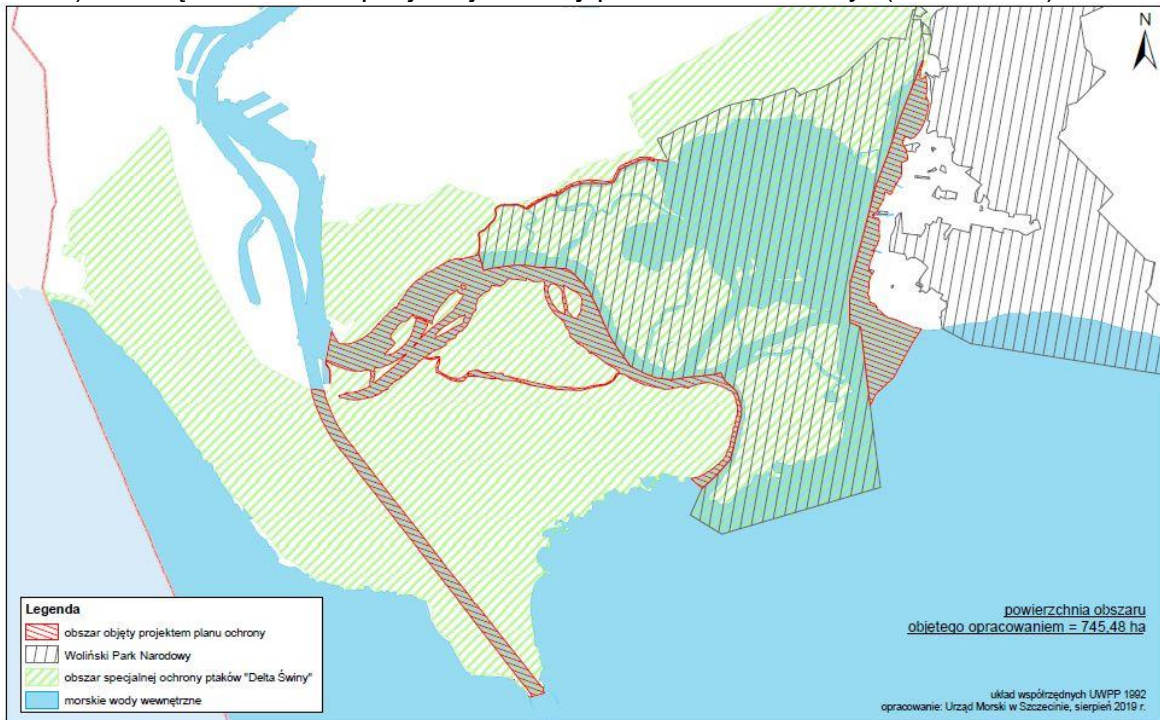 N
Legenda
obszar objęty projektem planu ochrony
Woliński Park Narodowy
obszar specjalnej ochrony ptaków "Delta Świny"
morskie wody wewnętrzne
powierzchnia obszaru
objętego opracowaniem = 745,48 ha
układ współrzędnych UWPP 1992
opracowanie: Urząd Morski w Szczecinie, sierpień 2019 r.